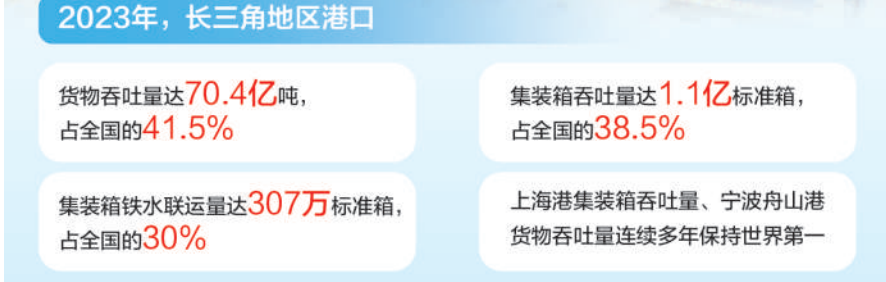 2023年，长三角地区港口
货物吞吐量达70.4亿吨，
占全国的41.5%
集装箱吞吐量达1.1亿标准箱，
占全国的38.5%
集装箱铁水联运量达307万标准箱，
占全国的30%
上海港集装箱吞吐量、宁波舟山港
货物吞吐量连续多年保持世界第一